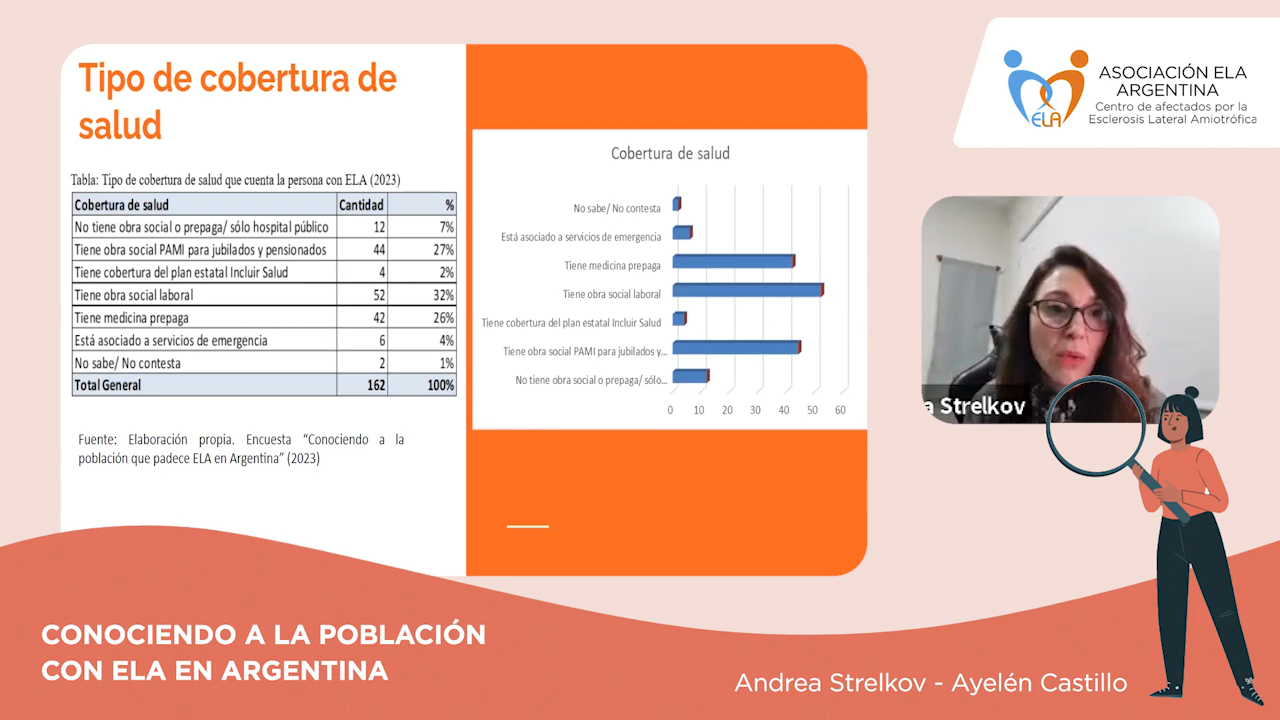 Tipo de cobertura de
salud
Tabla: Tipo de cobertura de salud que cuenta la persona con ELA (2023)
Cobertura de salud Cantidad %
No tiene obra social o prepaga/ sólo hospital público 12 7%
Tiene obra social PAMI para jubilados y pensionados 44 27%
Tiene cobertura del plan estatal Incluir Salud 4 2%
Tiene obra social laboral 52 32%
Tiene medicina prepaga 42 26%
Está asociado a servicios de emergencia 6 4%
No sabe/ No contesta 2 1%
Total General 162 100%
Fuente: Elaboración propia. Encuesta “Conociendo a la
población que padece ELA en Argentina” (2023)
Cobertura de salud
No sabe/ No contesta
Está asociado a servicios de emergencia
Tiene medicina prepaga
Tiene obra social laboral
Tiene cobertura del plan estatal Incluir Salud
Tiene obra social PAMI para jubilados y...
No tiene obra social o prepaga/ sólo...
0 10 20 30 40 50 60
ELA
ASOCIACIÓN ELA
ARGENTINA
Centro de afectados por la
Esclerosis Lateral Amiotrófica
a Strelkov
CONOCIENDO A LA POBLACIÓN
CON ELA EN ARGENTINA
Andrea Strelkov - Ayelén Castillo